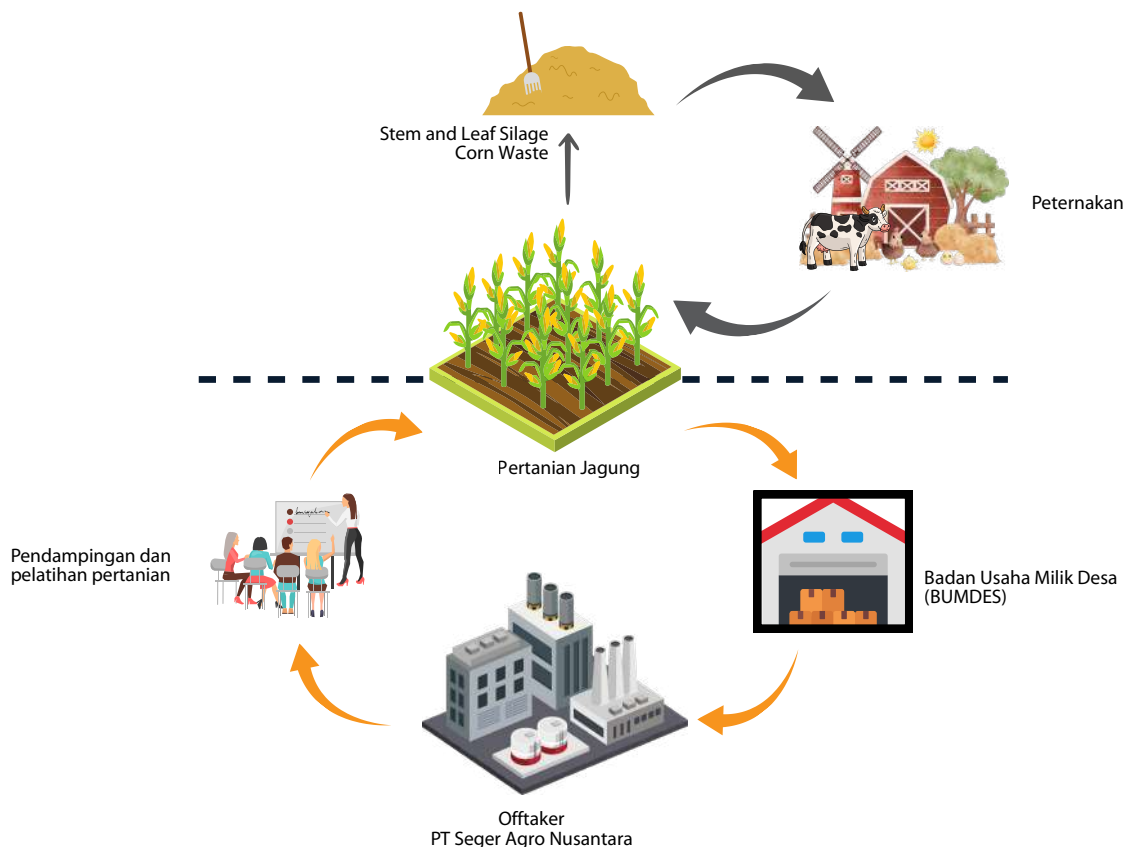 Stem and Leaf Silage
Corn Waste
Peternakan
Pertanian Jagung
Pendampingan dan
pelatihan pertanian
Badan Usaha Milik Desa
(BUMDES)
Offtaker
PT Seger Agro Nusantara